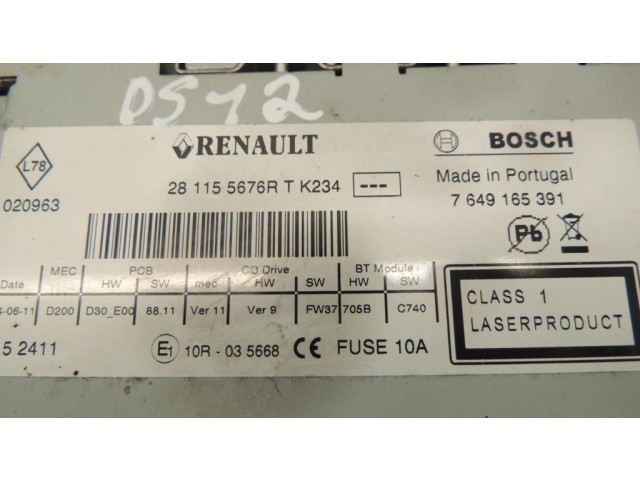 DS12
L78
RENAULT
BOSCH
28 115 5676R T K234 ---
Made in Portugal
020963
7 649 165 391
Pb
MEC PCB CD Drive BT Module
Date HW SW mec HW SW HW SW
-06-11 D200 D30_E00 88.11 Ver 11 Ver 9 FW37 705B C740
CLASS 1
LASERPRODUCT
5 2411
E1 10R - 03 5668 CE FUSE 10A